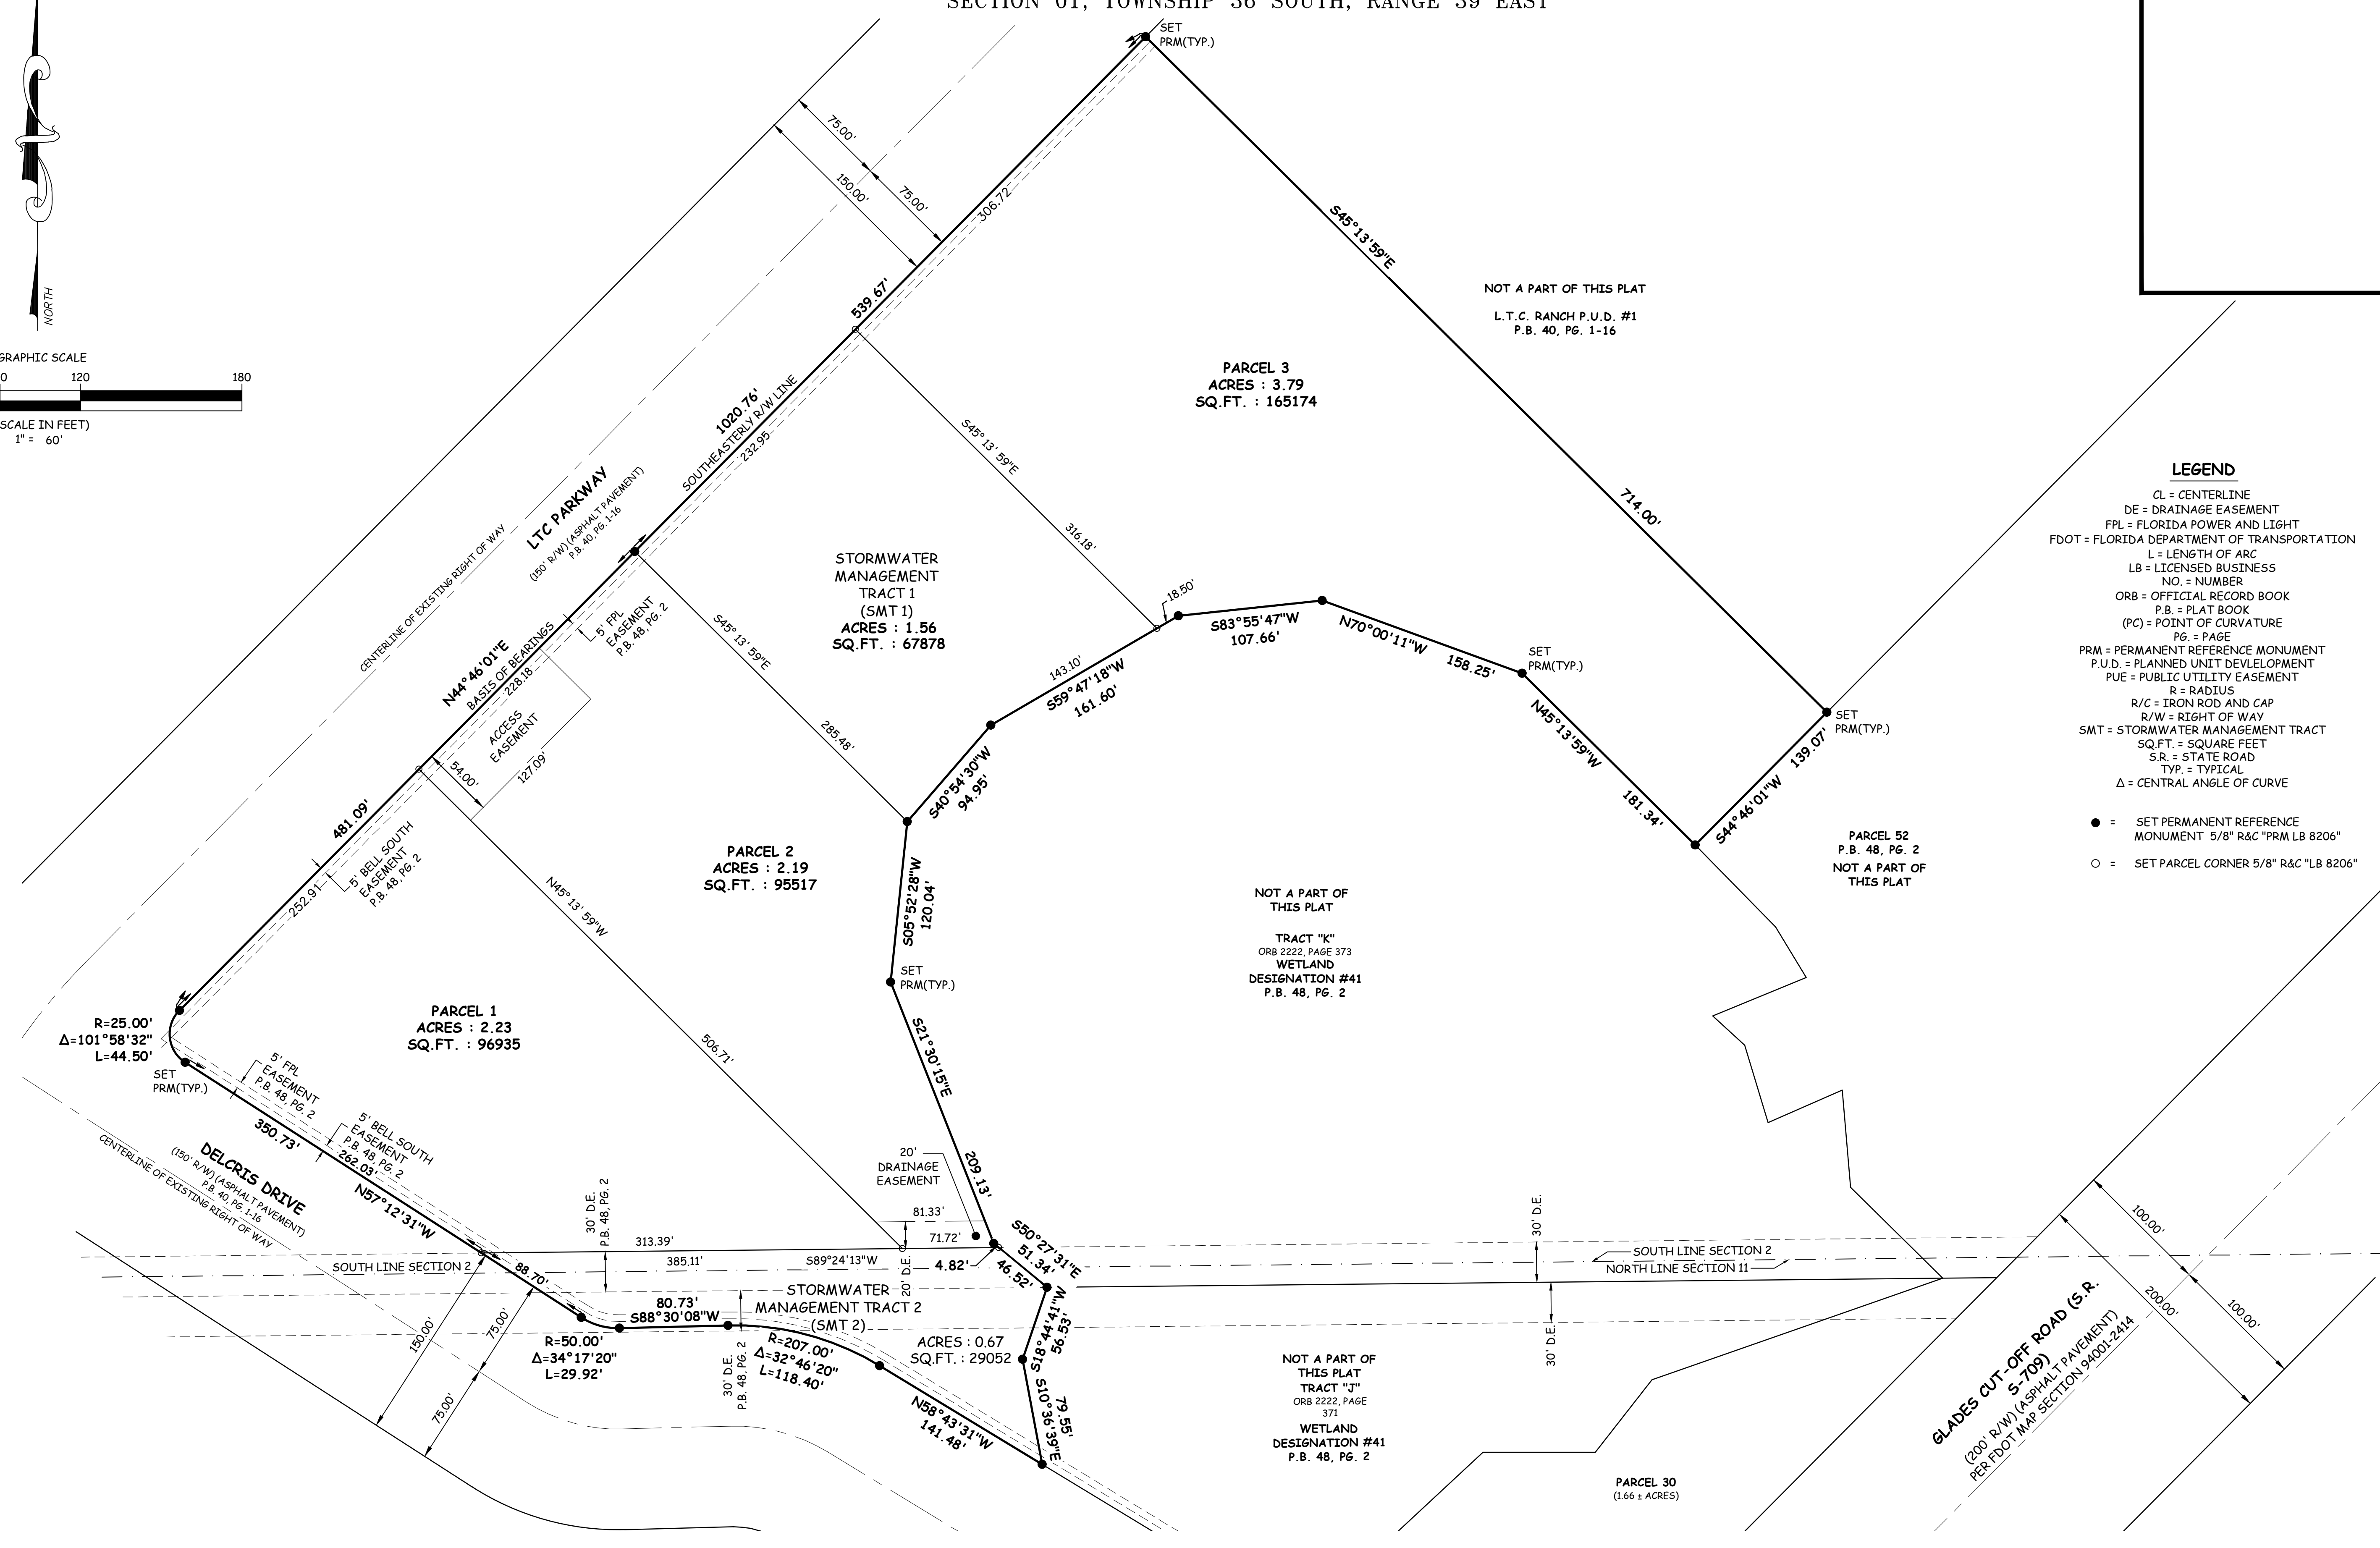 SECTION 01, TOWNSHIP 36 SOUTH, RANGE 39 EAST
NORTH
GRAPHIC SCALE
0
120
180
SCALE IN FEET)
1" = 60'
SET
PRM(TYP.)
75.00'
150.00'
75.00'
306.72'
539.67'
S45°13'59"E
714.00'
NOT A PART OF THIS PLAT
L.T.C. RANCH P.U.D. #1
P.B. 40, PG. 1-16
PARCEL 3
ACRES : 3.79
SQ.FT. : 165174
1020.76'
SOUTHEASTERLY R/W LINE
232.95
LTC PARKWAY
(150' R/W) (ASPHALT PAVEMENT)
P.B. 40, PG. 1-16
CENTERLINE OF EXISTING RIGHT OF WAY
S45° 13' 59"E
316.18'
STORMWATER
MANAGEMENT
TRACT 1
(SMT 1)
ACRES : 1.56
SQ.FT. : 67878
18.50'
S83°55'47"W
107.66'
N70°00'11"W
158.25'
SET
PRM(TYP.)
143.10'
S59°47'18"W
161.60'
N45°13'59"W
181.34'
SET
PRM(TYP.)
S44°46'01"W
139.07'
5' FPL
EASEMENT
P.B. 48, PG. 2
S45° 13' 59"E
285.48'
N44°46'01"E
BASIS OF BEARINGS
228.18
ACCESS
EASEMENT
54.00'
127.09'
S40°54'30"W
94.95'
481.09'
5' BELL SOUTH
EASEMENT
P.B. 48, PG. 2
252.91
PARCEL 2
ACRES : 2.19
SQ.FT. : 95517
N45° 13' 59"W
506.71'
S05°52'28"W
120.04'
SET
PRM(TYP.)
NOT A PART OF
THIS PLAT
TRACT "K"
ORB 2222, PAGE 373
WETLAND
DESIGNATION #41
P.B. 48, PG. 2
PARCEL 52
P.B. 48, PG. 2
NOT A PART OF
THIS PLAT
LEGEND
CL = CENTERLINE
DE = DRAINAGE EASEMENT
FPL = FLORIDA POWER AND LIGHT
FDOT = FLORIDA DEPARTMENT OF TRANSPORTATION
L = LENGTH OF ARC
LB = LICENSED BUSINESS
NO. = NUMBER
ORB = OFFICIAL RECORD BOOK
P.B. = PLAT BOOK
(PC) = POINT OF CURVATURE
PG. = PAGE
PRM = PERMANENT REFERENCE MONUMENT
P.U.D. = PLANNED UNIT DEVLELOPMENT
PUE = PUBLIC UTILITY EASEMENT
R = RADIUS
R/C = IRON ROD AND CAP
R/W = RIGHT OF WAY
SMT = STORMWATER MANAGEMENT TRACT
SQ.FT. = SQUARE FEET
S.R. = STATE ROAD
TYP. = TYPICAL
Δ = CENTRAL ANGLE OF CURVE
= SET PERMANENT REFERENCE
MONUMENT 5/8" R&C "PRM LB 8206"
= SET PARCEL CORNER 5/8" R&C "LB 8206"
R=25.00'
Δ=101°58'32"
L=44.50'
SET
PRM(TYP.)
PARCEL 1
ACRES : 2.23
SQ.FT. : 96935
5' FPL
EASEMENT
P.B. 48, PG. 2
5' BELL SOUTH
EASEMENT
P.B. 48, PG. 2
350.73'
262.03'
N57°12'31"W
DELCRIS DRIVE
(150' R/W) (ASPHALT PAVEMENT)
P.B. 40, PG. 1-16
CENTERLINE OF EXISTING RIGHT OF WAY
S21°30'15"E
209.13'
20'
DRAINAGE
EASEMENT
81.33'
71.72'
30' D.E.
P.B. 48, PG. 2
313.39'
385.11'
S89°24'13"W
SOUTH LINE SECTION 2
88.70'
4.82'
20' D.E.
S50°27'31"E
51.34'
46.52'
STORMWATER
MANAGEMENT TRACT 2
(SMT 2)
ACRES : 0.67
SQ.FT. : 29052
80.73'
S88°30'08"W
R=50.00'
Δ=34°17'20"
L=29.92'
30' D.E.
P.B. 48, PG. 2
R=207.00'
Δ=32°46'20"
L=118.40'
N58°43'31"W
141.48'
S18°44'41"W
56.53'
S10°36'39"E
79.55'
150.00'
75.00'
75.00'
30' D.E.
SOUTH LINE SECTION 2
NORTH LINE SECTION 11
30' D.E.
NOT A PART OF
THIS PLAT
TRACT "J"
ORB 2222, PAGE
371
WETLAND
DESIGNATION #41
P.B. 48, PG. 2
PARCEL 30
(1.66 ± ACRES)
100.00'
200.00'
100.00'
GLADES CUT-OFF ROAD (S.R.
S-709)
(200' R/W) (ASPHALT PAVEMENT)
PER FDOT MAP SECTION 94001-2414